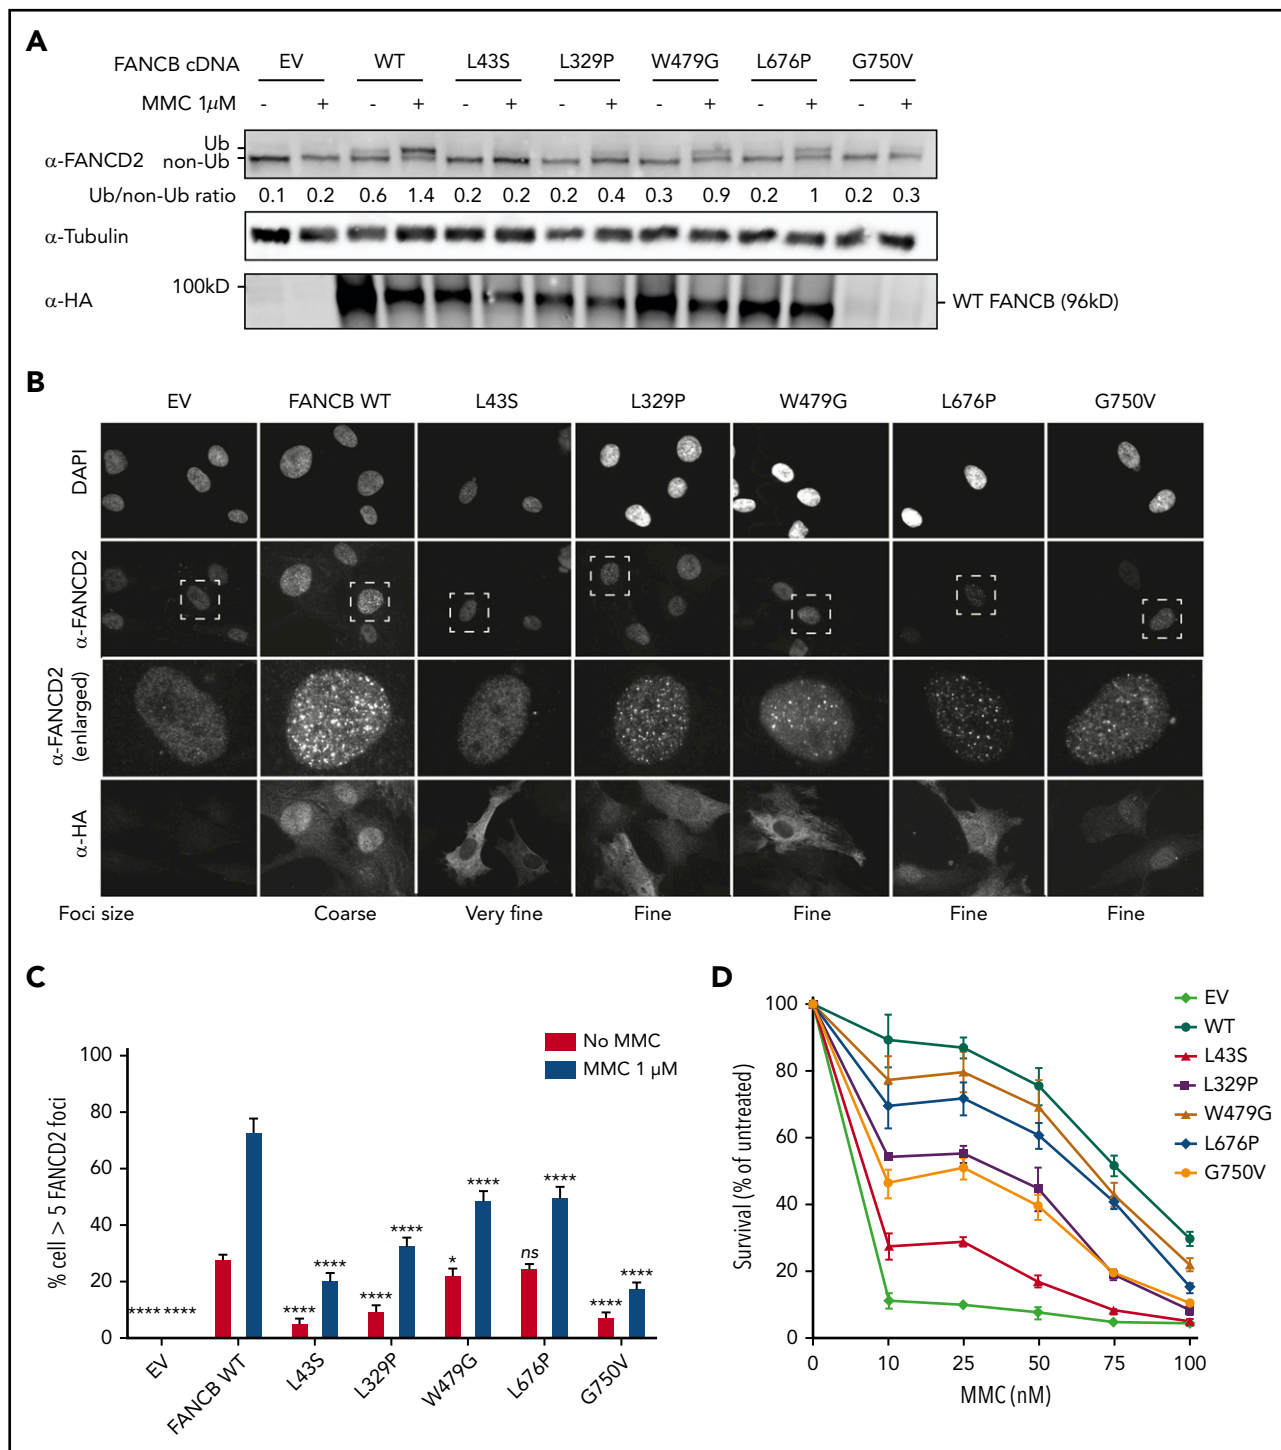 A
FANCB cDNA EV WT L43S L329P W479G L676P G750V
MMC 1μM - + - + - + - + - + - + - +
α-FANCD2 Ub
non-Ub
Ub/non-Ub ratio 0.1 0.2 0.6 1.4 0.2 0.2 0.2 0.4 0.3 0.9 0.2 1 0.2 0.3
α-Tubulin
α-HA 100kD WT FANCB (96kD)
B
EV FANCB WT L43S L329P W479G L676P G750V
DAPI
α-FANCD2
α-FANCD2
(enlarged)
α-HA
Foci size Coarse Very fine Fine Fine Fine Fine
C
No MMC
MMC 1 μM
% cell > 5 FANCD2 foci
100
80
60
40
20
0
**** ****
**** ****
**** ****
* ****
ns ****
**** ****
EV FANCB WT L43S L329P W479G L676P G750V
D
Survival (% of untreated)
100
80
60
40
20
0
0 10 25 50 75 100
MMC (nM)
EV
WT
L43S
L329P
W479G
L676P
G750V